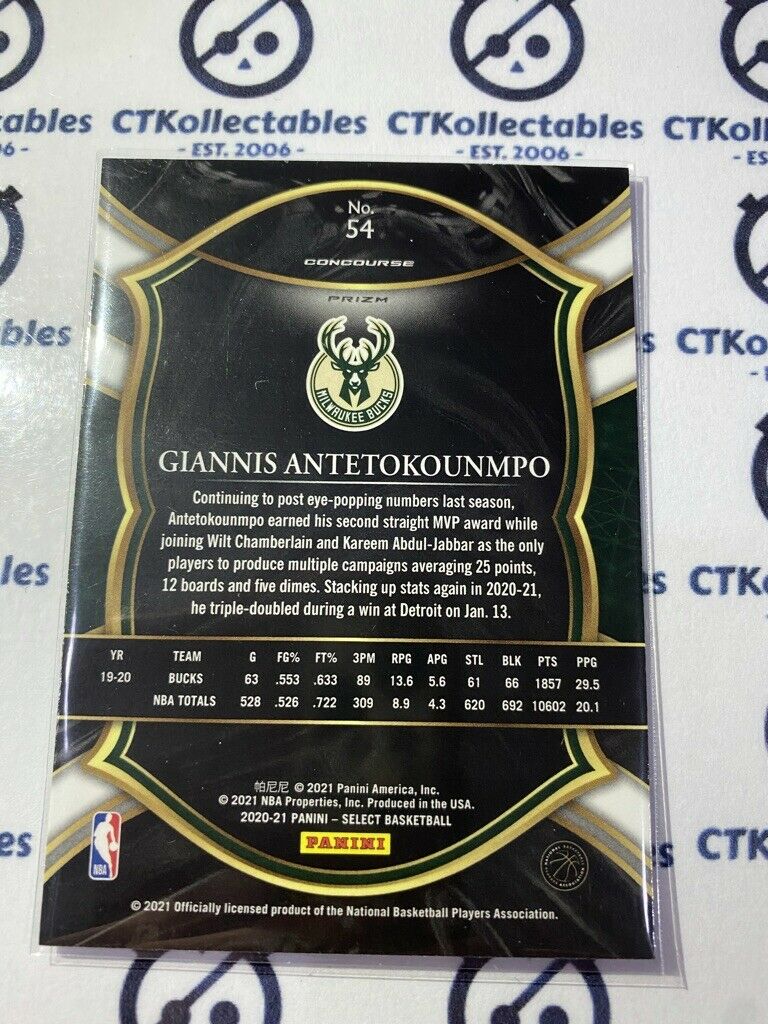 CTKollectables CTKollectables CTKollectables CTKoll
- EST. 2006 - - EST. 2006 - - ES
No.
54
CONCOURSE
PRIZM
MILWAUKEE BUCKS
GIANNIS ANTETOKOUNMPO
Continuing to post eye-popping numbers last season,
Antetokounmpo earned his second straight MVP award while
joining Wilt Chamberlain and Kareem Abdul-Jabbar as the only
players to produce multiple campaigns averaging 25 points,
12 boards and five dimes. Stacking up stats again in 2020-21,
he triple-doubled during a win at Detroit on Jan. 13.
YR TEAM G FG% FT% 3PM RPG APG STL BLK PTS PPG
19-20 BUCKS 63 .553 .633 89 13.6 5.6 61 66 1857 29.5
NBA TOTALS 528 .526 .722 309 8.9 4.3 620 692 10602 20.1
帕尼尼 © 2021 Panini America, Inc.
© 2021 NBA Properties, Inc. Produced in the USA.
2020-21 PANINI – SELECT BASKETBALL
PANINI
NBA
NATIONAL BASKETBALL PLAYERS ASSOCIATION
© 2021 Officially licensed product of the National Basketball Players Association.